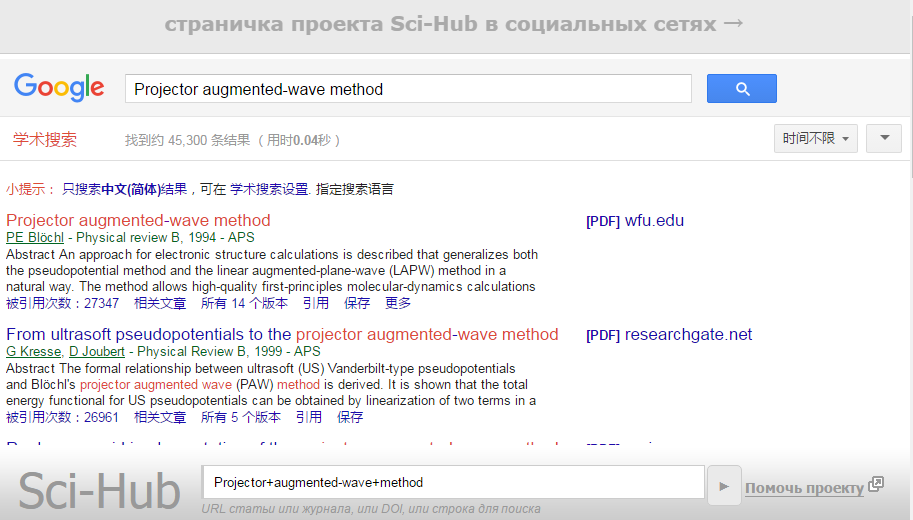 страничка проекта Sci-Hub в социальных сетях →
Google
Projector augmented-wave method
学术搜索
找到约 45,300 条结果 （用时0.04秒）
时间不限
小提示： 只搜索中文(简体)结果，可在 学术搜索设置. 指定搜索语言
Projector augmented-wave method
[PDF] wfu.edu
PE Blöchl - Physical review B, 1994 - APS
Abstract An approach for electronic structure calculations is described that generalizes both
the pseudopotential method and the linear augmented-plane-wave (LAPW) method in a
natural way. The method allows high-quality first-principles molecular-dynamics calculations
被引用次数：27347 相关文章 所有 14 个版本 引用 保存 更多
From ultrasoft pseudopotentials to the projector augmented-wave method
[PDF] researchgate.net
G Kresse, D Joubert - Physical Review B, 1999 - APS
Abstract The formal relationship between ultrasoft (US) Vanderbilt-type pseudopotentials
and Blöchl's projector augmented wave (PAW) method is derived. It is shown that the total
energy functional for US pseudopotentials can be obtained by linearization of two terms in a
被引用次数：26961 相关文章 所有 5 个版本 引用 保存
Sci-Hub
Projector+augmented-wave+method
Помочь проекту
URL статьи или журнала, или DOI, или строка для поиска